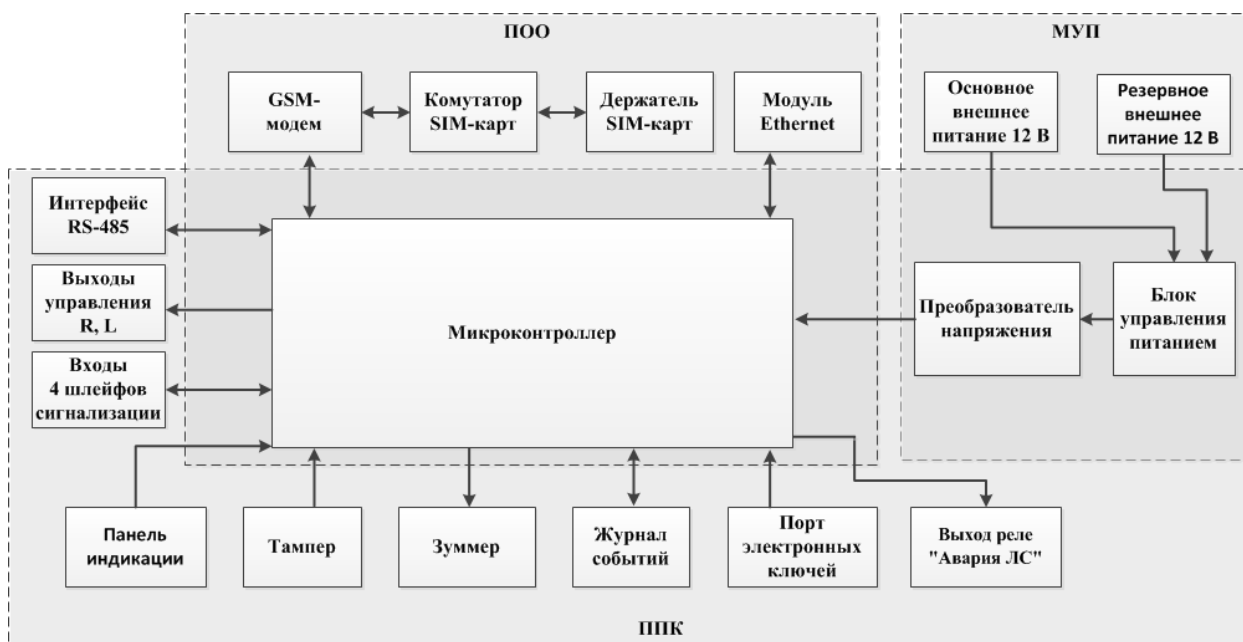 ПОО
МУП
GSM-
модем
Комутатор
SIM-карт
Держатель
SIM-карт
Модуль
Ethernet
Основное
внешнее
питание 12 В
Резервное
внешнее
питание 12 В
Интерфейс
RS-485
Выходы
управления
R, L
Входы
4 шлейфов
сигнализации
Микроконтроллер
Преобразователь
напряжения
Блок
управления
питанием
Панель
индикации
Тампер
Зуммер
Журнал
событий
Порт
электронных
ключей
Выход реле
"Авария ЛС"
ППК